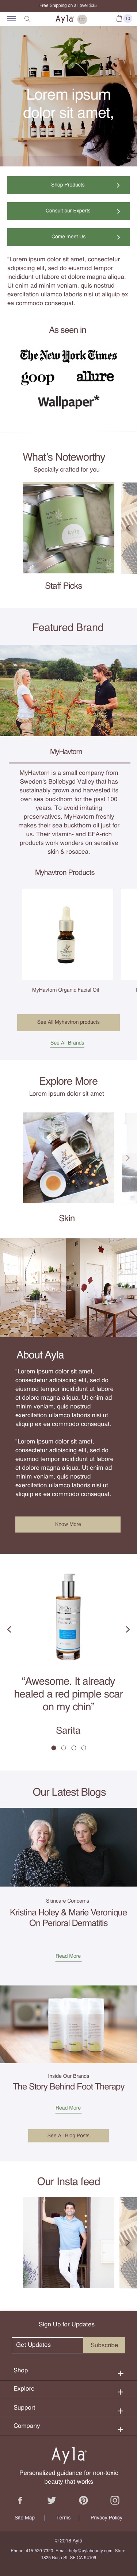 Free Shipping on all over $35
Ayla
Lorem ipsum
dolor sit amet,
Shop Products
Consult our Experts
Come meet Us
"Lorem ipsum dolor sit amet, consectetur
adipiscing elit, sed do eiusmod tempor
incididunt ut labore et dolore magna aliqua.
Ut enim ad minim veniam, quis nostrud
exercitation ullamco laboris nisi ut aliquip ex
ea commodo consequat.
As seen in
The New York Times
goop
allure
Wallpaper*
What's Noteworthy
Specially crafted for you
Staff Picks
Featured Brand
MyHavtorn
MyHavtorn is a small company from
Sweden's Bollebygd Valley that has
sustainably grown and harvested its
own sea buckthorn for the past 100
years. To avoid irritating
preservatives, MyHavtorn freshly
makes their sea buckthorn oil just for
us. Their vitamin- and EFA-rich
products work wonders on sensitive
skin & rosacea.
Myhavtron Products
MyHavtorn Organic Facial Oil
See All Myhavtron products
See All Brands
Explore More
Lorem ipsum dolor sit amet
Skin
About Ayla
"Lorem ipsum dolor sit amet,
consectetur adipiscing elit, sed do
eiusmod tempor incididunt ut labore
et dolore magna aliqua. Ut enim ad
minim veniam, quis nostrud
exercitation ullamco laboris nisi ut
aliquip ex ea commodo consequat.
"Lorem ipsum dolor sit amet,
consectetur adipiscing elit, sed do
eiusmod tempor incididunt ut labore
et dolore magna aliqua. Ut enim ad
minim veniam, quis nostrud
exercitation ullamco laboris nisi ut
aliquip ex ea commodo consequat.
Know More
"Awesome. It already
healed a red pimple scar
on my chin"
Sarita
Our Latest Blogs
Skincare Concerns
Kristina Holey & Marie Veronique
On Perioral Dermatitis
Read More
Inside Our Brands
The Story Behind Foot Therapy
Read More
See All Blog Posts
Our Insta feed
Sign Up for Updates
Get Updates
Subscribe
Shop
Explore
Support
Company
Ayla
Personalized guidance for non-toxic
beauty that works
Site Map | Terms | Privacy Policy
© 2018 Ayla
Phone: 415-520-7320. Email: help@aylabeauty.com. Store:
1825 Bush St, SF CA 94109